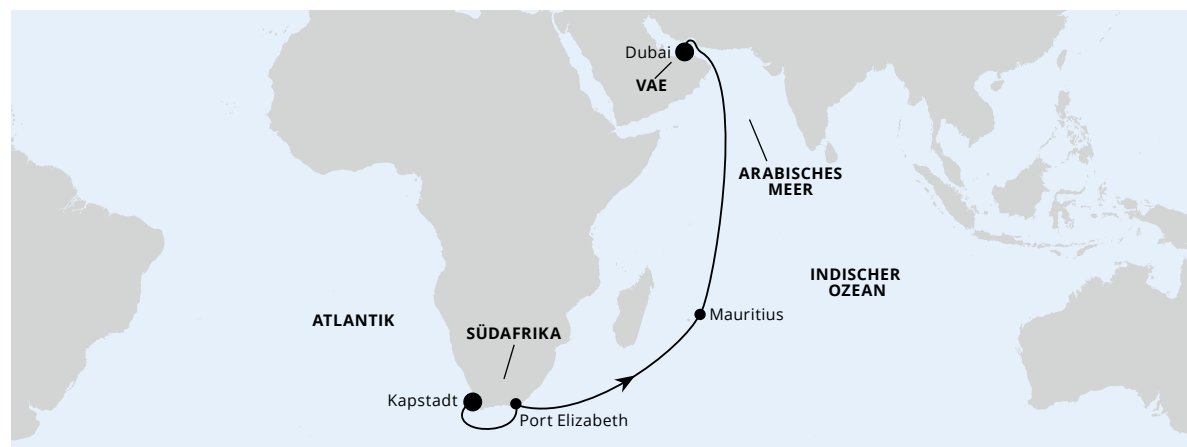 Dubai
VAE
ARABISCHES
MEER
INDISCHER
OZEAN
Mauritius
ATLANTIK
SÜDAFRIKA
Kapstadt
Port Elizabeth